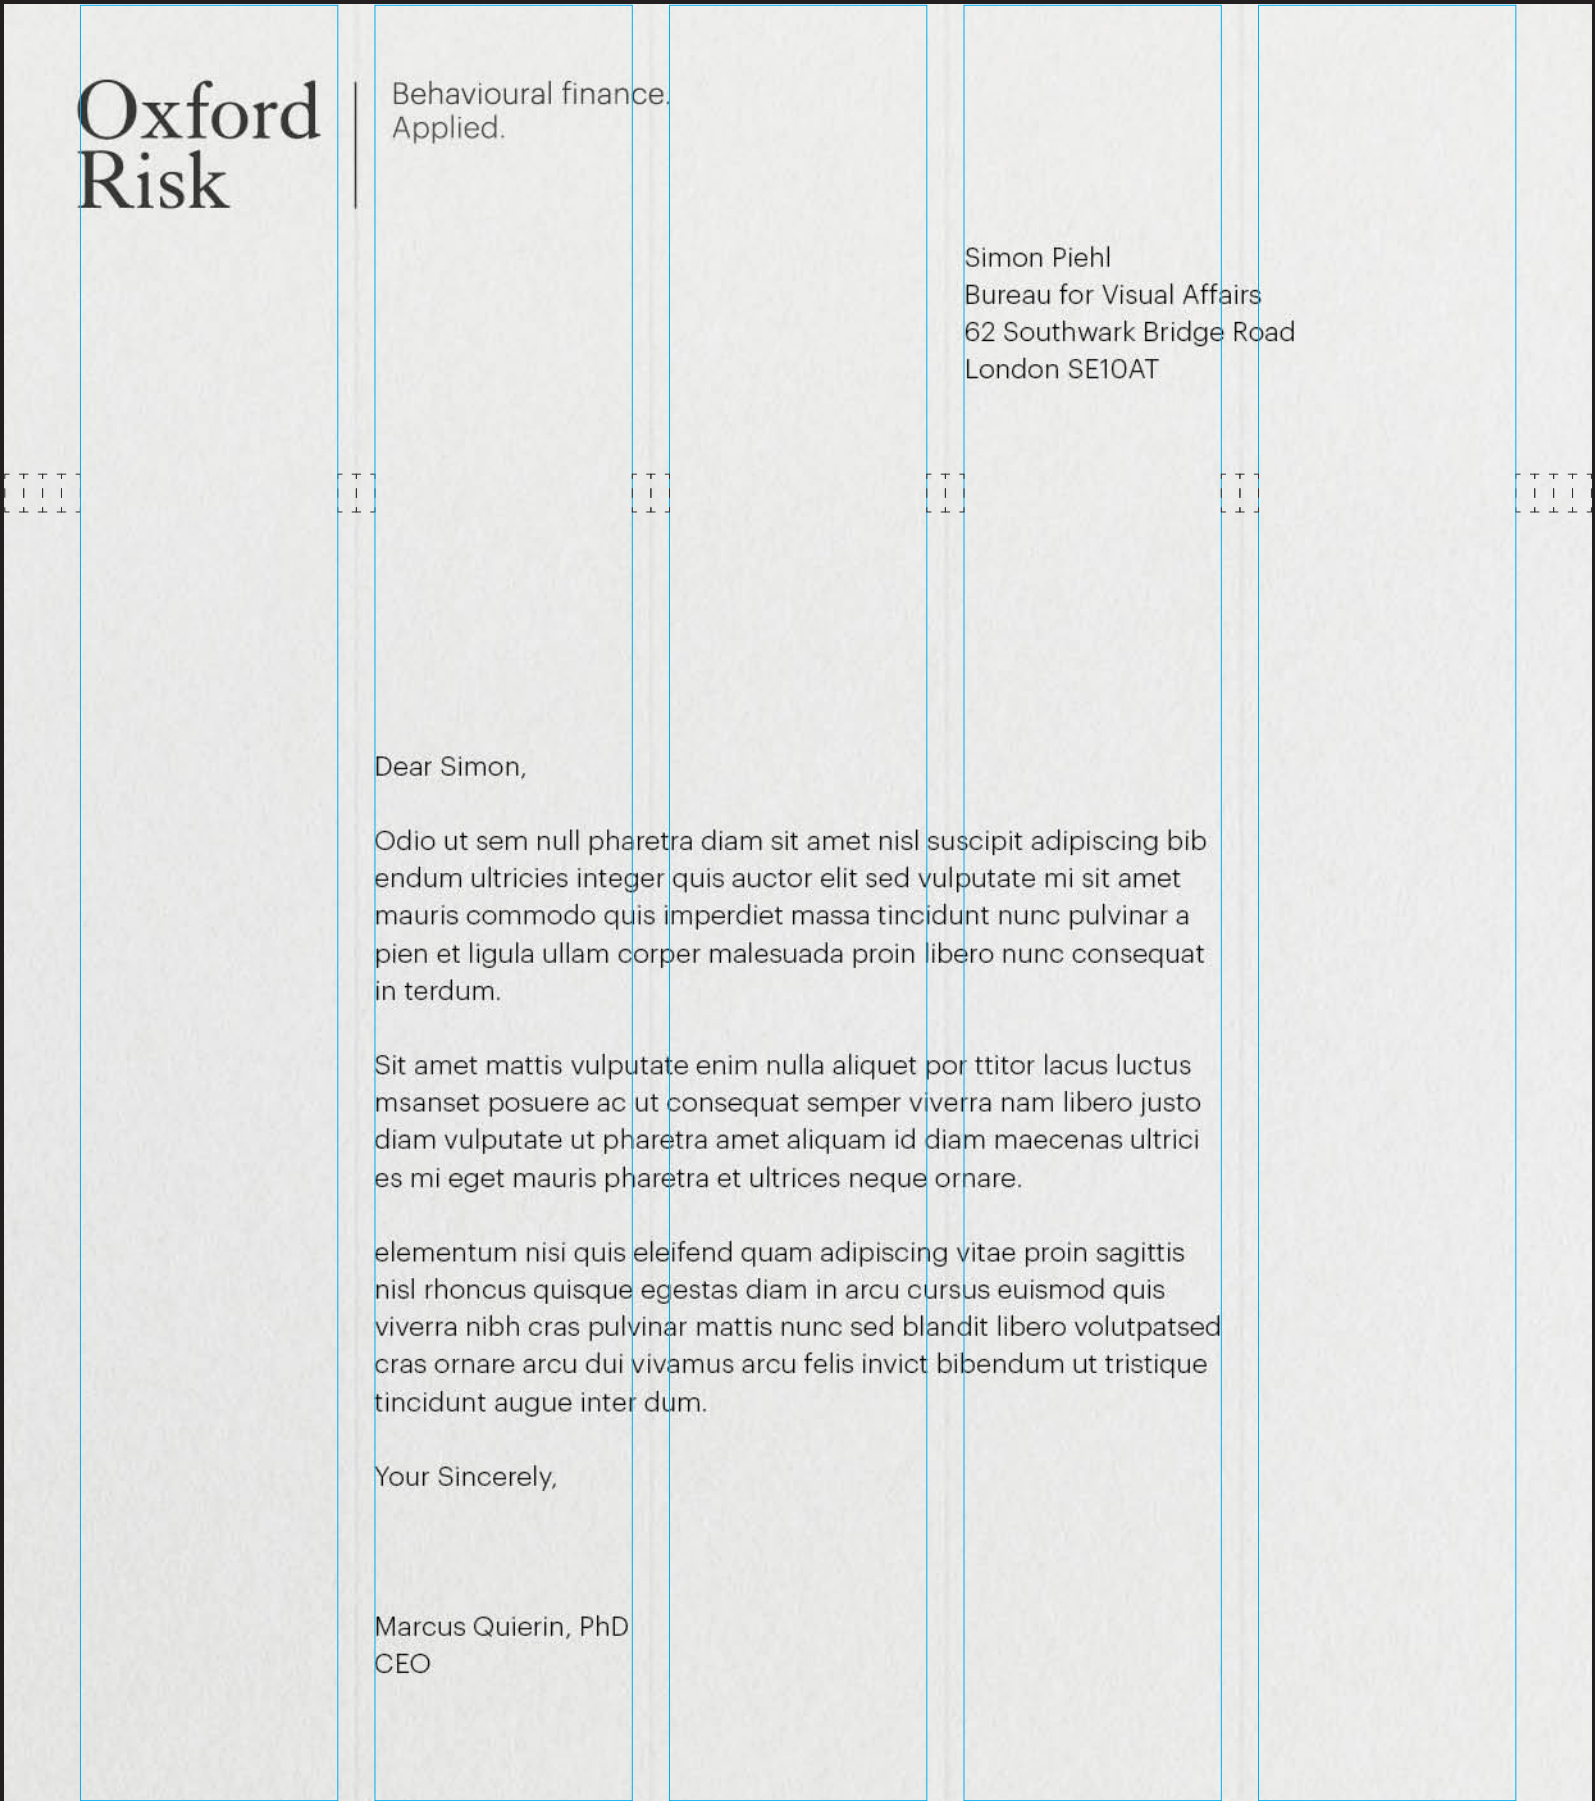 Oxford
Risk
Behavioural finance.
Applied.
Simon Piehl
Bureau for Visual Affairs
62 Southwark Bridge Road
London SE10AT
Dear Simon,
Odio ut sem null pharetra diam sit amet nisl suscipit adipiscing bib
endum ultricies integer quis auctor elit sed vulputate mi sit amet
mauris commodo quis imperdiet massa tincidunt nunc pulvinar a
pien et ligula ullam corper malesuada proin libero nunc consequat
in terdum.
Sit amet mattis vulputate enim nulla aliquet por ttitor lacus luctus
msanset posuere ac ut consequat semper viverra nam libero justo
diam vulputate ut pharetra amet aliquam id diam maecenas ultrici
es mi eget mauris pharetra et ultrices neque ornare.
elementum nisi quis eleifend quam adipiscing vitae proin sagittis
nisl rhoncus quisque egestas diam in arcu cursus euismod quis
viverra nibh cras pulvinar mattis nunc sed blandit libero volutpatsed
cras ornare arcu dui vivamus arcu felis invict bibendum ut tristique
tincidunt augue inter dum.
Your Sincerely,
Marcus Quierin, PhD
CEO